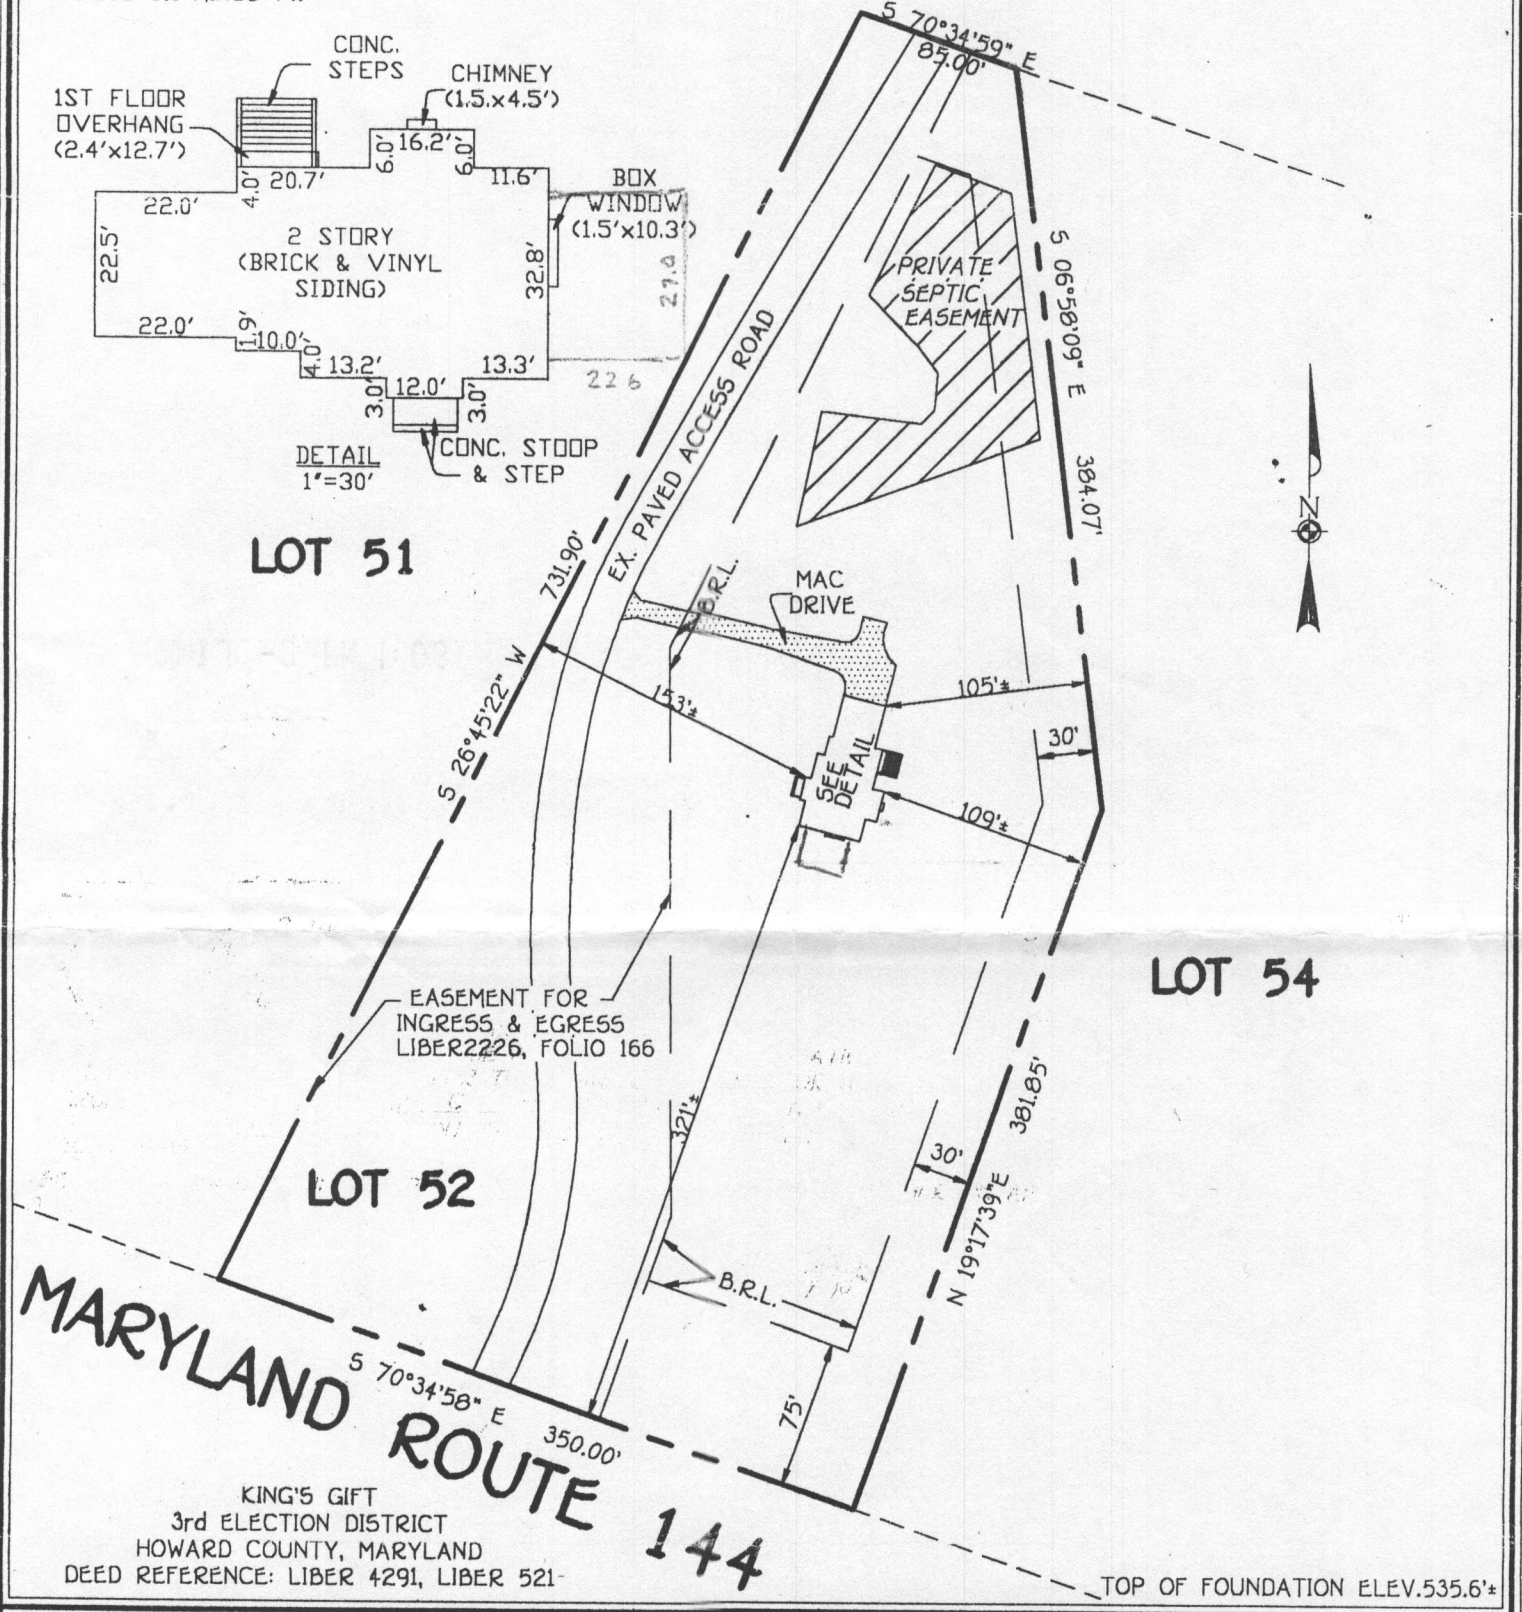 CONC.
STEPS
CHIMNEY
(1.5.x4.5')
1ST FLOOR
OVERHANG
(2.4'x12.7')
6.0'
16.2'
6.0'
20.7'
4.0'
11.6'
22.0'
BOX
WINDOW
(1.5'x10.3')
2 STORY
(BRICK & VINYL
SIDING)
22.5'
32.8'
27.0
22.0'
1.9'
10.0'
4.0'
13.2'
13.3'
22 6
3.0'
12.0'
3.0'
CONC. STOOP
& STEP
DETAIL
1"=30'
S 70°34'59" E
85.00'
PRIVATE
SEPTIC
EASEMENT
S 06°58'09" E
384.07'
EX. PAVED ACCESS ROAD
N
LOT 51
731.90'
S 26°45'22" W
B.R.L.
MAC
DRIVE
153'±
105'±
30'
SEE
DETAIL
109'±
LOT 54
EASEMENT FOR
INGRESS & EGRESS
LIBER2226, FOLIO 166
321'±
381.85'
N 19°17'39"E
30'
LOT 52
B.R.L.
75'
S 70°34'58" E
350.00'
MARYLAND ROUTE 144
KING'S GIFT
3rd ELECTION DISTRICT
HOWARD COUNTY, MARYLAND
DEED REFERENCE: LIBER 4291, LIBER 521
TOP OF FOUNDATION ELEV.535.6'±